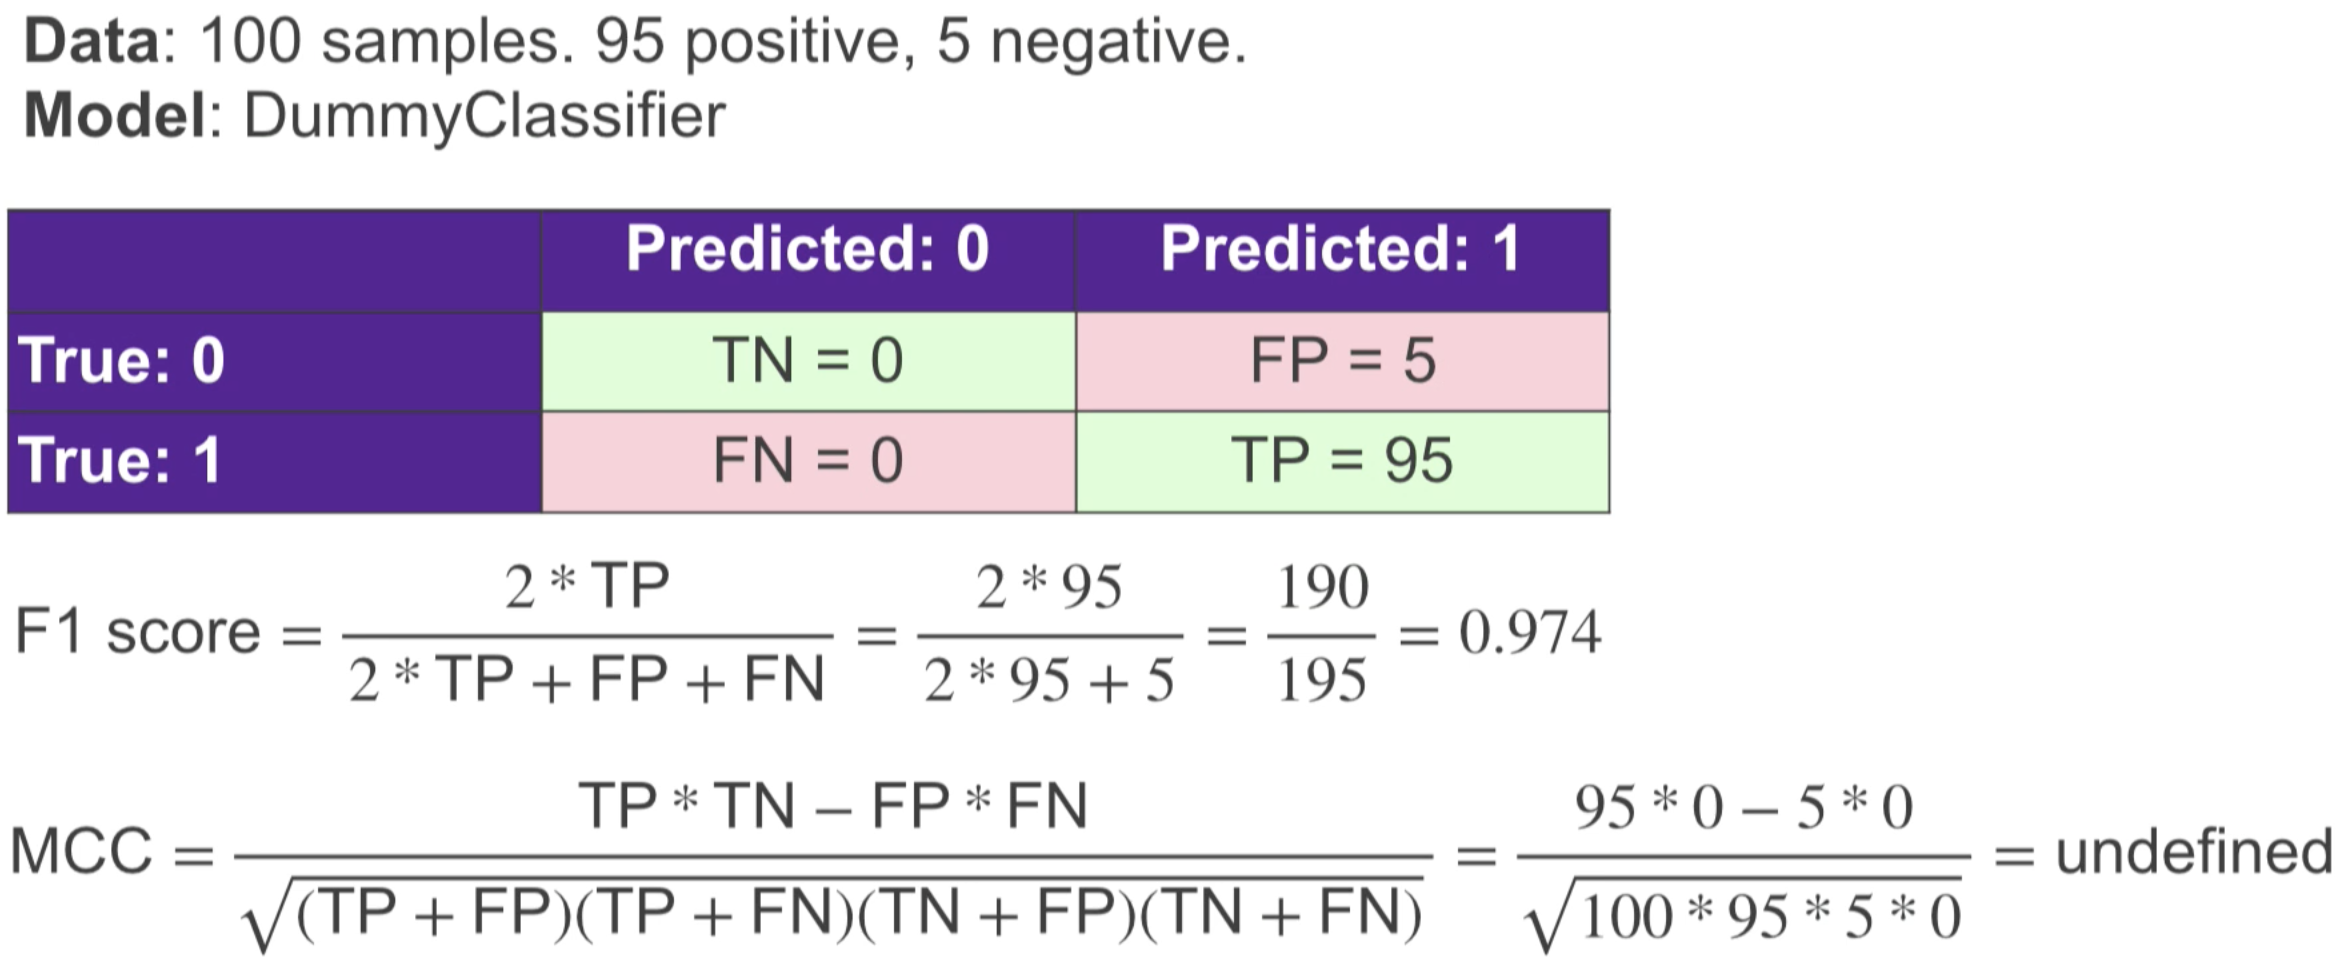 Data: 100 samples. 95 positive, 5 negative.
Model: DummyClassifier
Predicted: 0 Predicted: 1
True: 0 TN = 0 FP = 5
True: 1 FN = 0 TP = 95
F1 score = 2 * TP / 2 * TP + FP + FN = 2 * 95 / 2 * 95 + 5 = 190 / 195 = 0.974
MCC = TP * TN – FP * FN / √(TP + FP)(TP + FN)(TN + FP)(TN + FN) = 95 * 0 – 5 * 0 / √100 * 95 * 5 * 0 = undefined